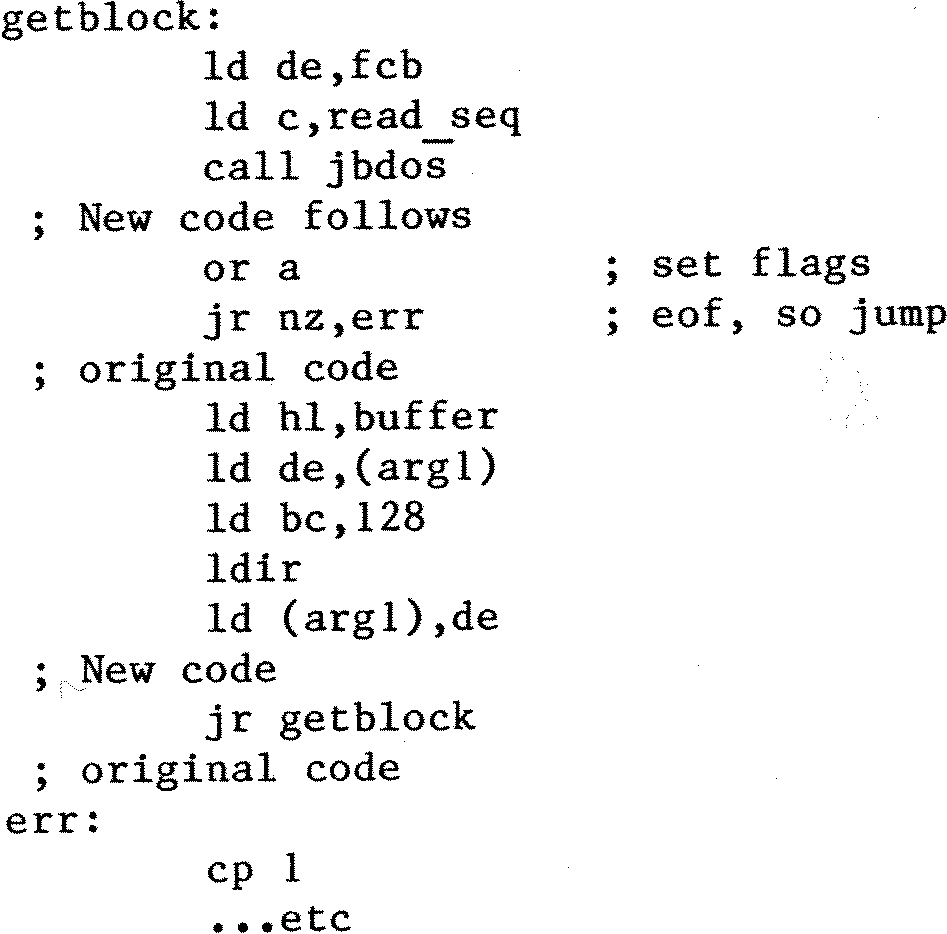 getblock:
ld de,fcb
ld c,read_seq
call jbdos
; New code follows
or a ; set flags
jr nz,err ; eof, so jump
; original code
ld hl,buffer
ld de,(arg1)
ld bc,128
ldir
ld (arg1),de
; New code
jr getblock
; original code
err:
cp 1
...etc